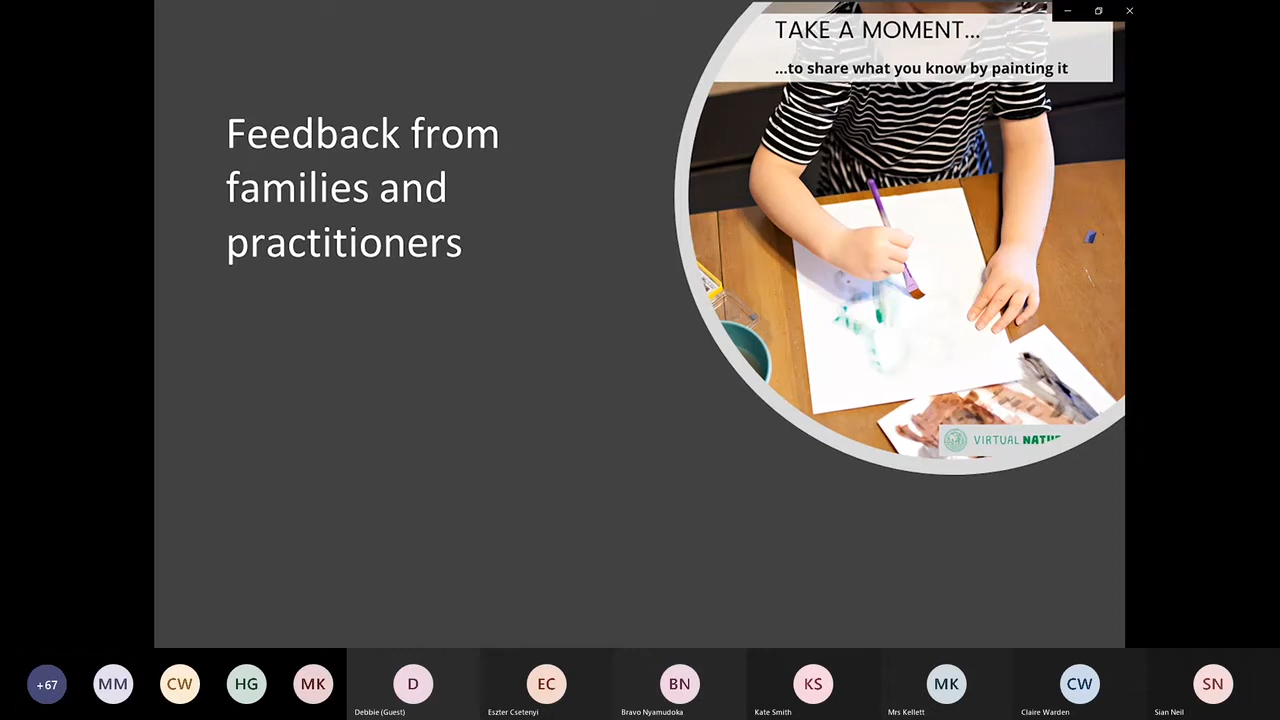 TAKE A MOMENT...
...to share what you know by painting it
Feedback from
families and
practitioners
VIRTUAL
+67
MM
CW
HG
MK
D
EC
BN
KS
MK
CW
SN
Debbie (Guest)
Eszter Csetenyi
Bravo Nyamudoka
Kate Smith
Mrs Kellett
Claire Warden
Sian Neil